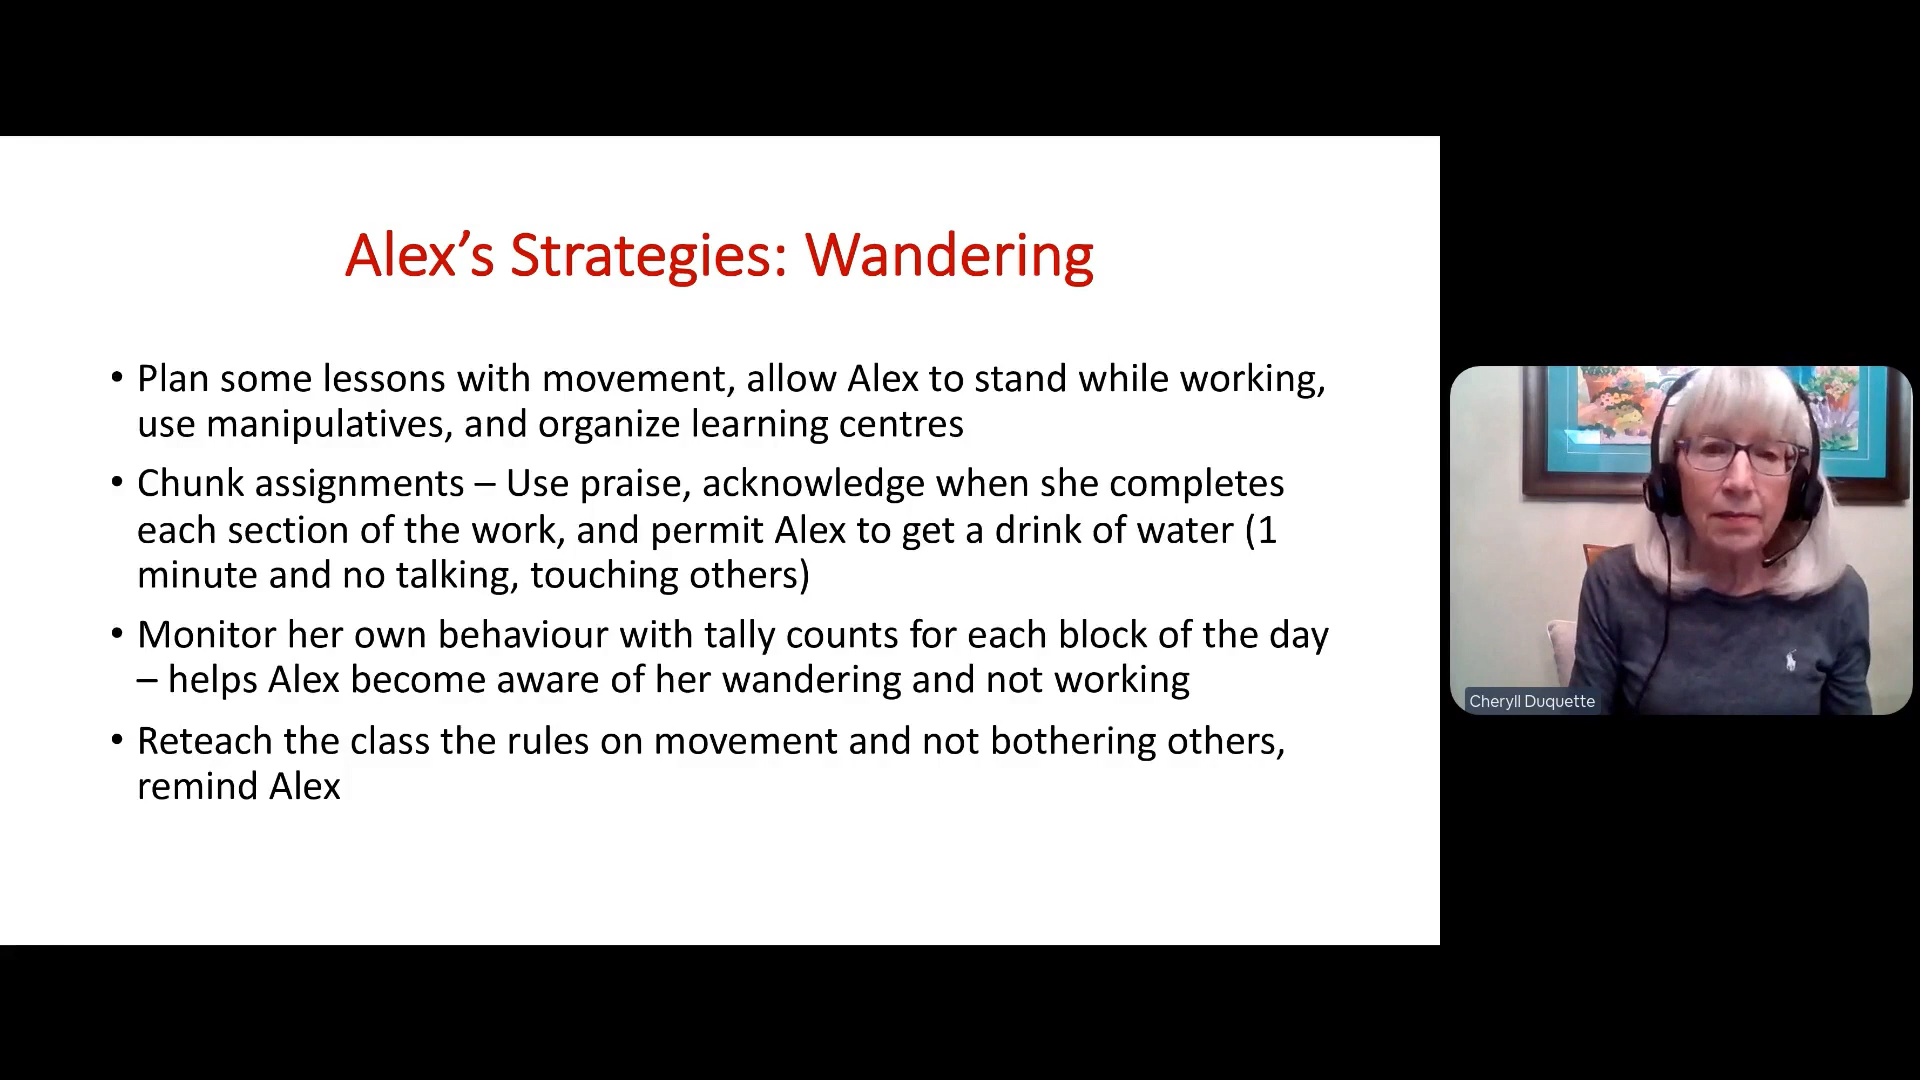 Alex’s Strategies: Wandering
• Plan some lessons with movement, allow Alex to stand while working,
use manipulatives, and organize learning centres
• Chunk assignments – Use praise, acknowledge when she completes
each section of the work, and permit Alex to get a drink of water (1
minute and no talking, touching others)
• Monitor her own behaviour with tally counts for each block of the day
– helps Alex become aware of her wandering and not working
• Reteach the class the rules on movement and not bothering others,
remind Alex
Cheryll Duquette